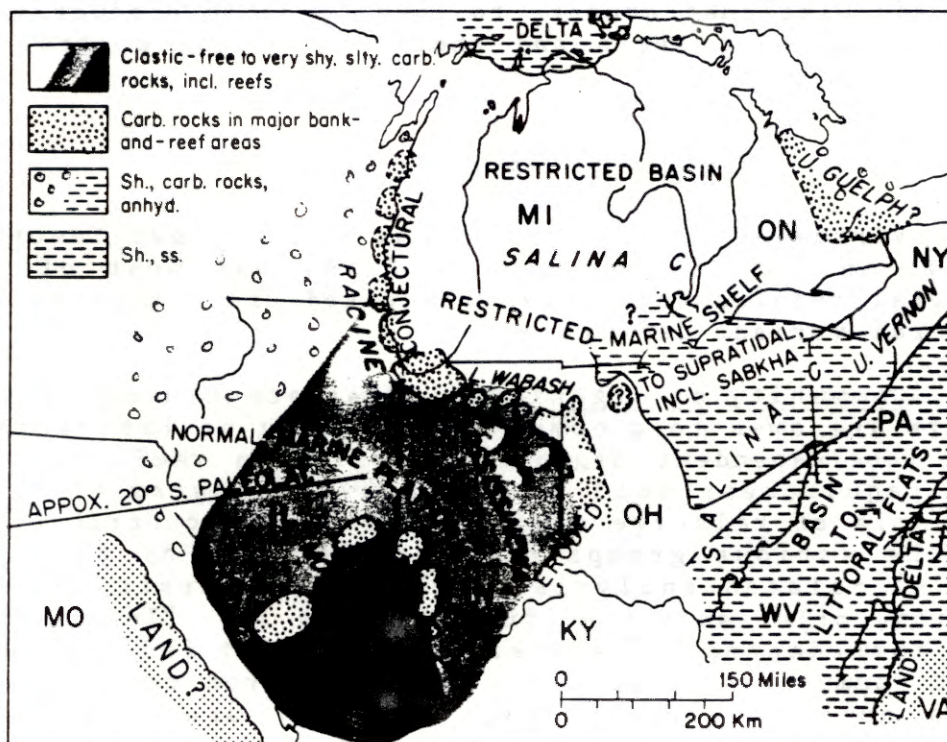 Clastic-free to very shy. slty. carb.
rocks, incl. reefs
Carb. rocks in major bank-
and-reef areas
Sh., carb. rocks,
anhyd.
Sh., ss.
DELTA
RESTRICTED BASIN
MI
SALINA C
GUELPH?
ON
NY
RACINE
CONJECTURAL
RESTRICTED MARINE SHELF
?
TO SUPRATIDAL,
INCL. SABKHA
U. VERNON
L. WABASH
?
NORMAL MARINE
PA
APPOX. 20° S. PALEOLAT.
SALINA C
ERODED
OH
BASIN
TO
LITTORAL FLATS
DELTA
LAND
MO
LAND?
KY
WV
VA
0 150 Miles
0 200 Km